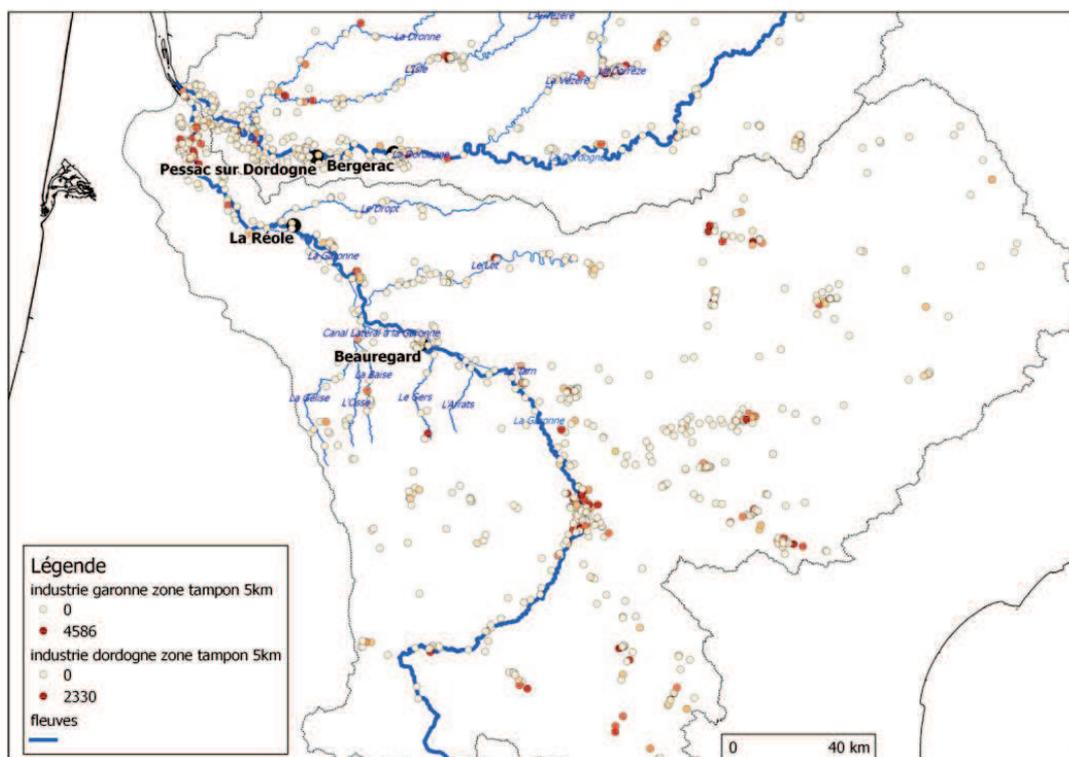 L'A Vézère
La Dronne
L'Isle
La Vézère
La Corrèze
La Dordogne
La Dordogne
Pessac sur Dordogne
Bergerac
Le Dropt
La Réole
La Garonne
Le Lot
Canal Latéral à la Garonne
Beauregard
La Baïse
Le Tarn
La Gélise
L'Osse
Le Gers
L'Arrats
La Garonne
Légende
industrie garonne zone tampon 5km
0
4586
industrie dordogne zone tampon 5km
0
2330
fleuves
0 40 km